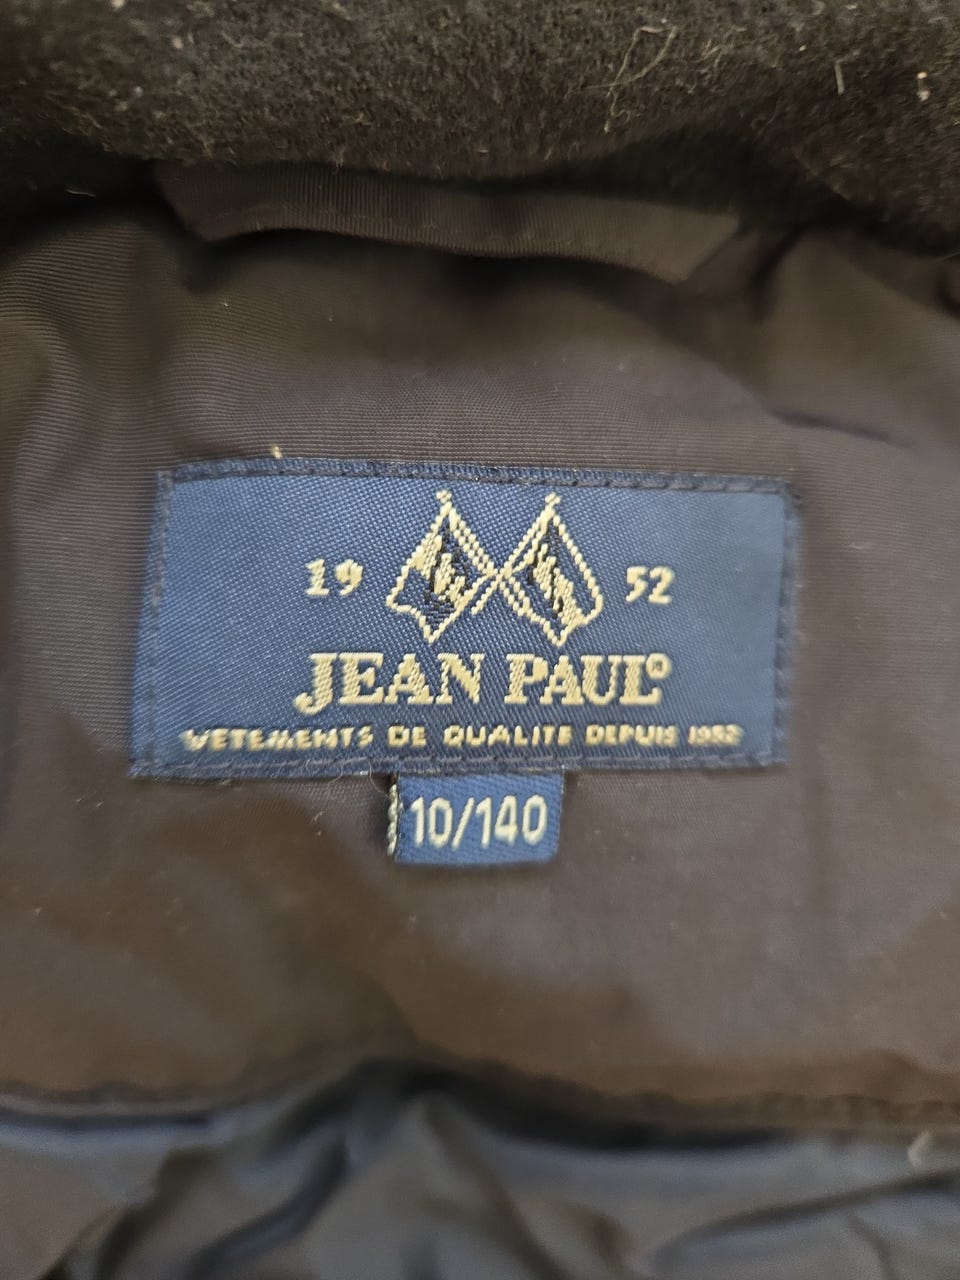 19 52
JEAN PAUL®
VETEMENTS DE QUALITE DEPUIS 1952
10/140